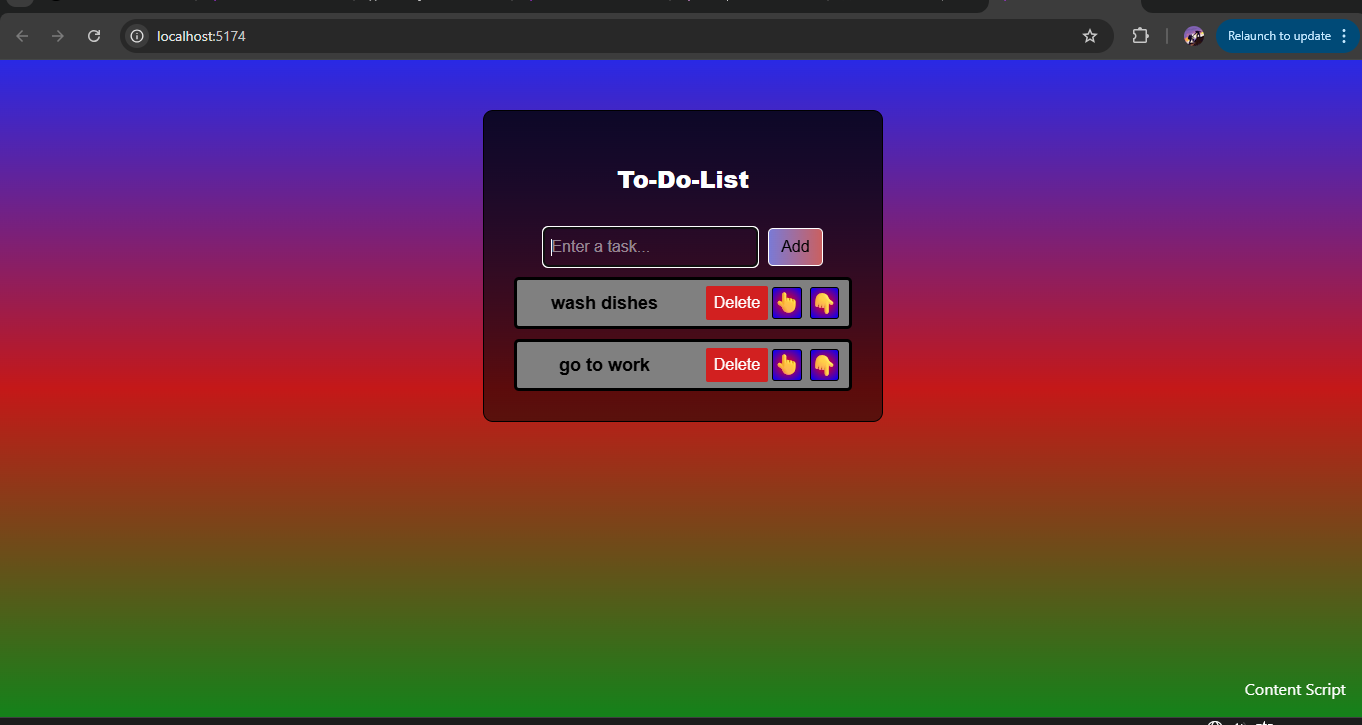 localhost:5174
Relaunch to update
To-Do-List
Enter a task...
Add
wash dishes Delete
go to work Delete
Content Script